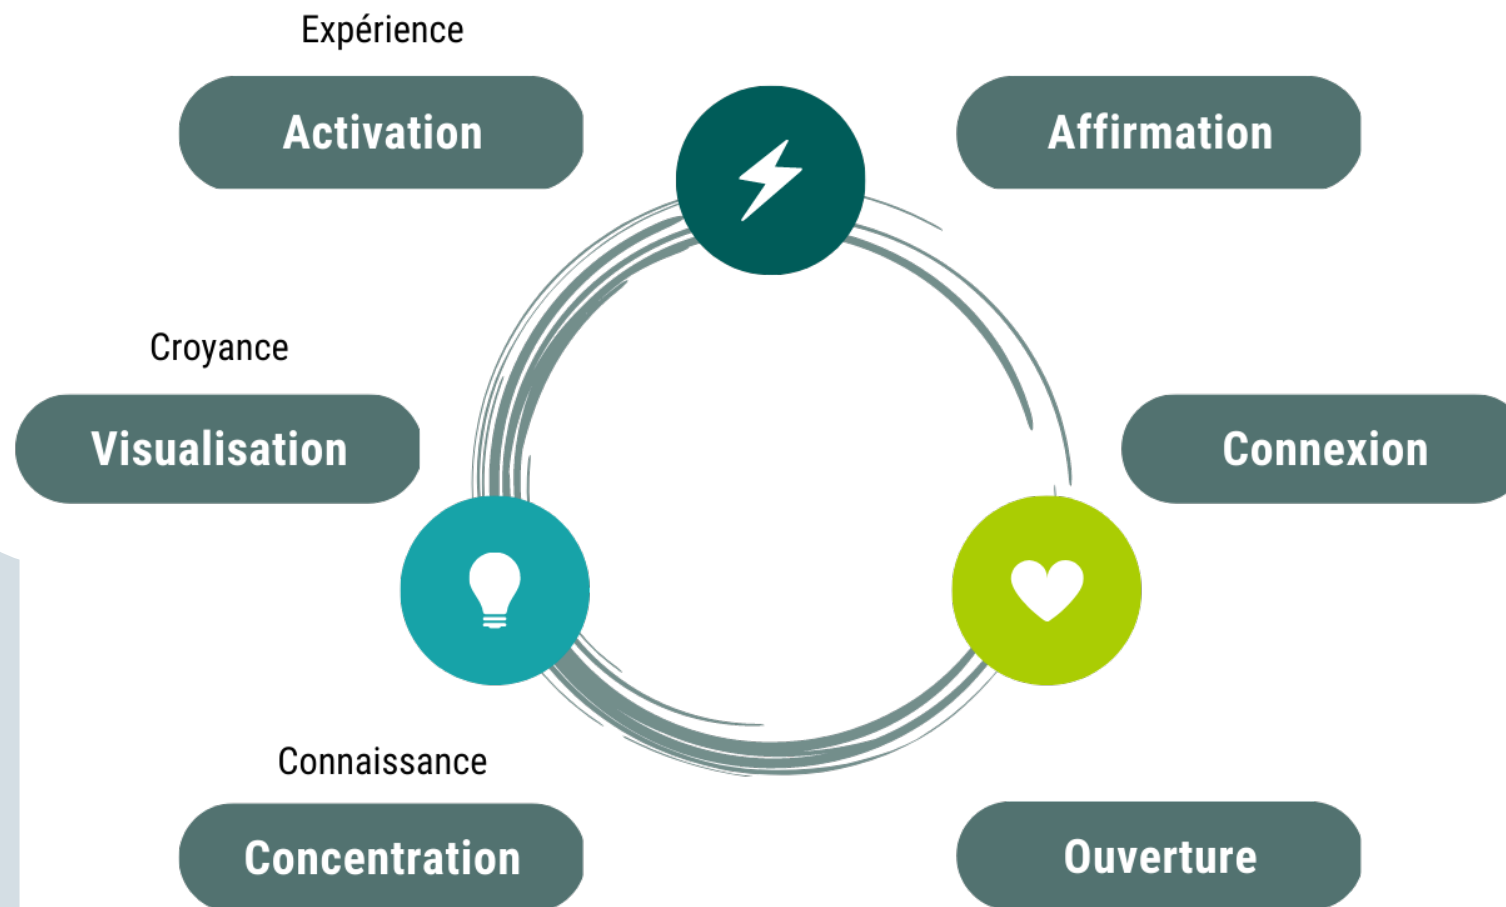 Expérience
Activation
Affirmation
Croyance
Visualisation
Connexion
Connaissance
Concentration
Ouverture